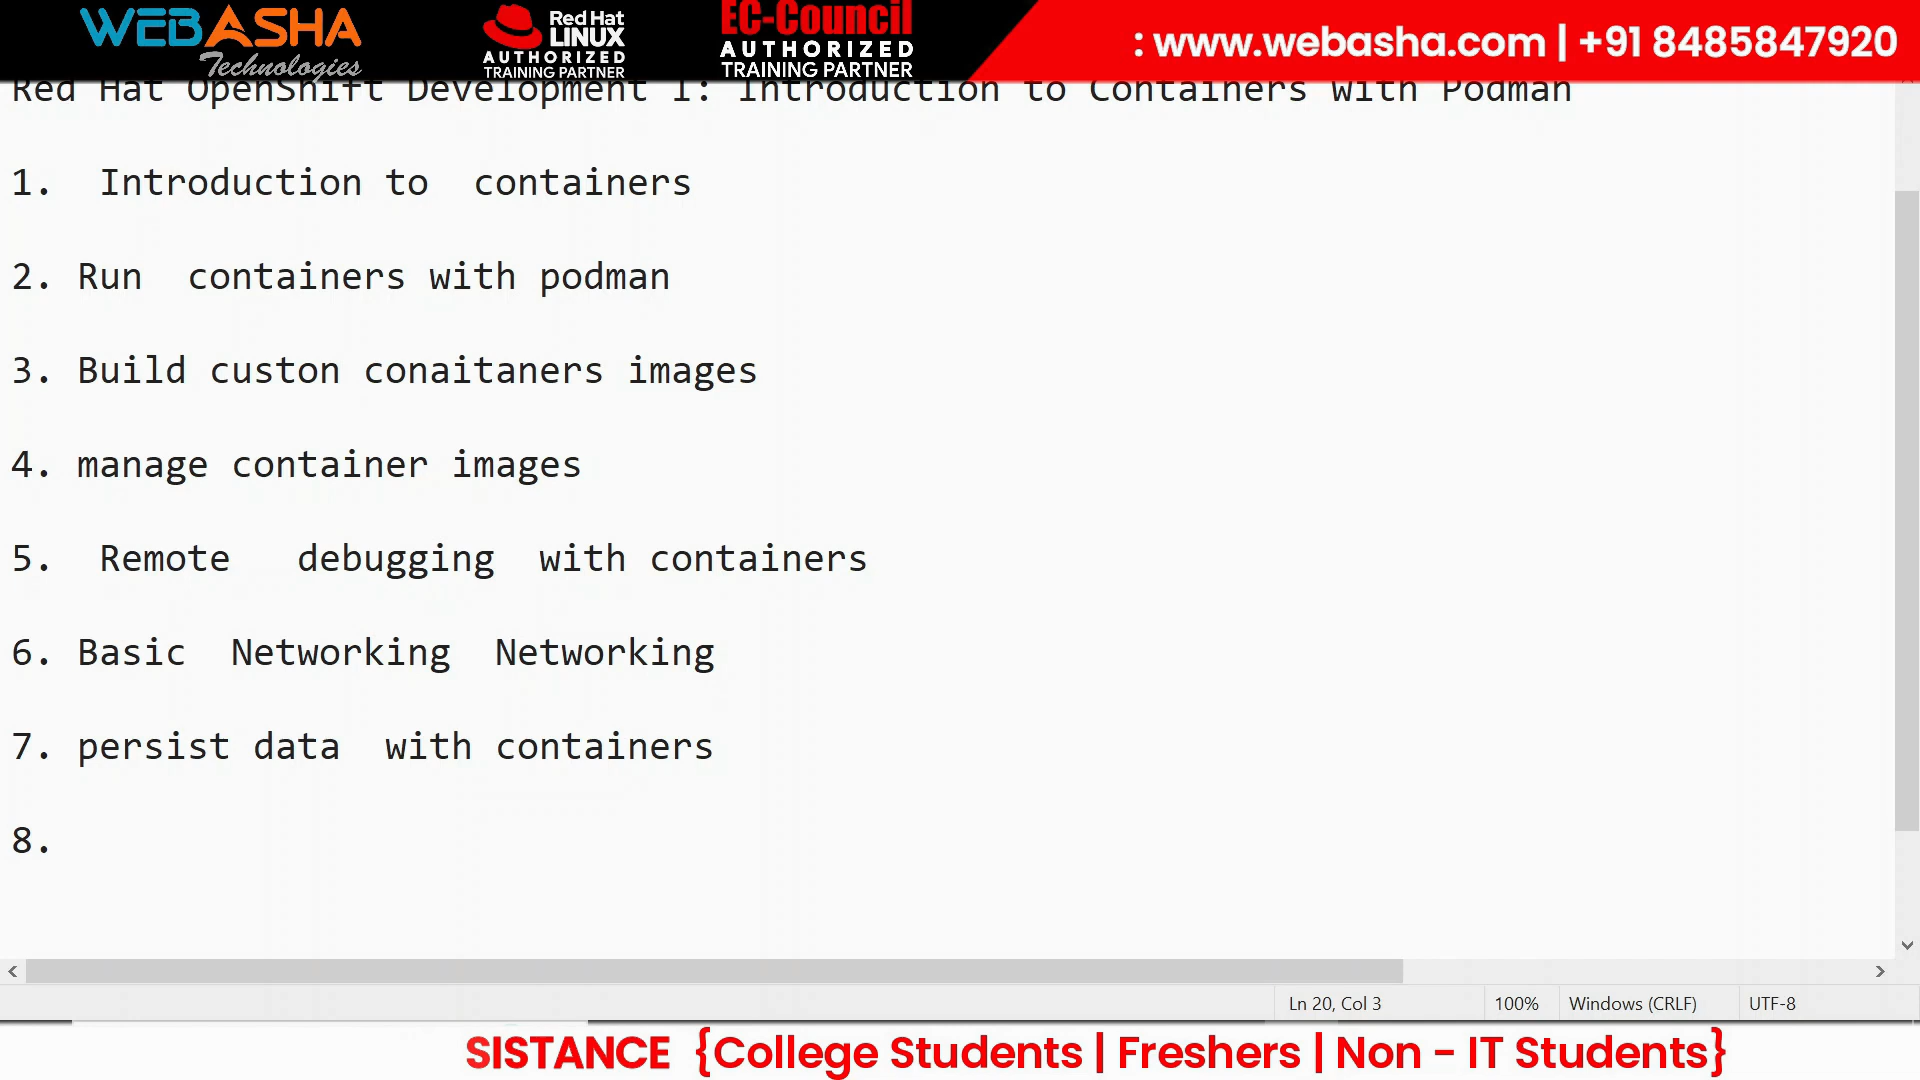 WEBASHA
Technologies
Red Hat
LINUX
AUTHORIZED
TRAINING PARTNER
EC-Council
AUTHORIZED
TRAINING PARTNER
: www.webasha.com | +91 8485847920
Red Hat OpenShift Development I: Introduction to Containers with Podman
1. Introduction to containers
2. Run containers with podman
3. Build custon conaitaners images
4. manage container images
5. Remote debugging with containers
6. Basic Networking Networking
7. persist data with containers
8.
Ln 20, Col 3
100%
Windows (CRLF)
UTF-8
SISTANCE {College Students | Freshers | Non - IT Students}